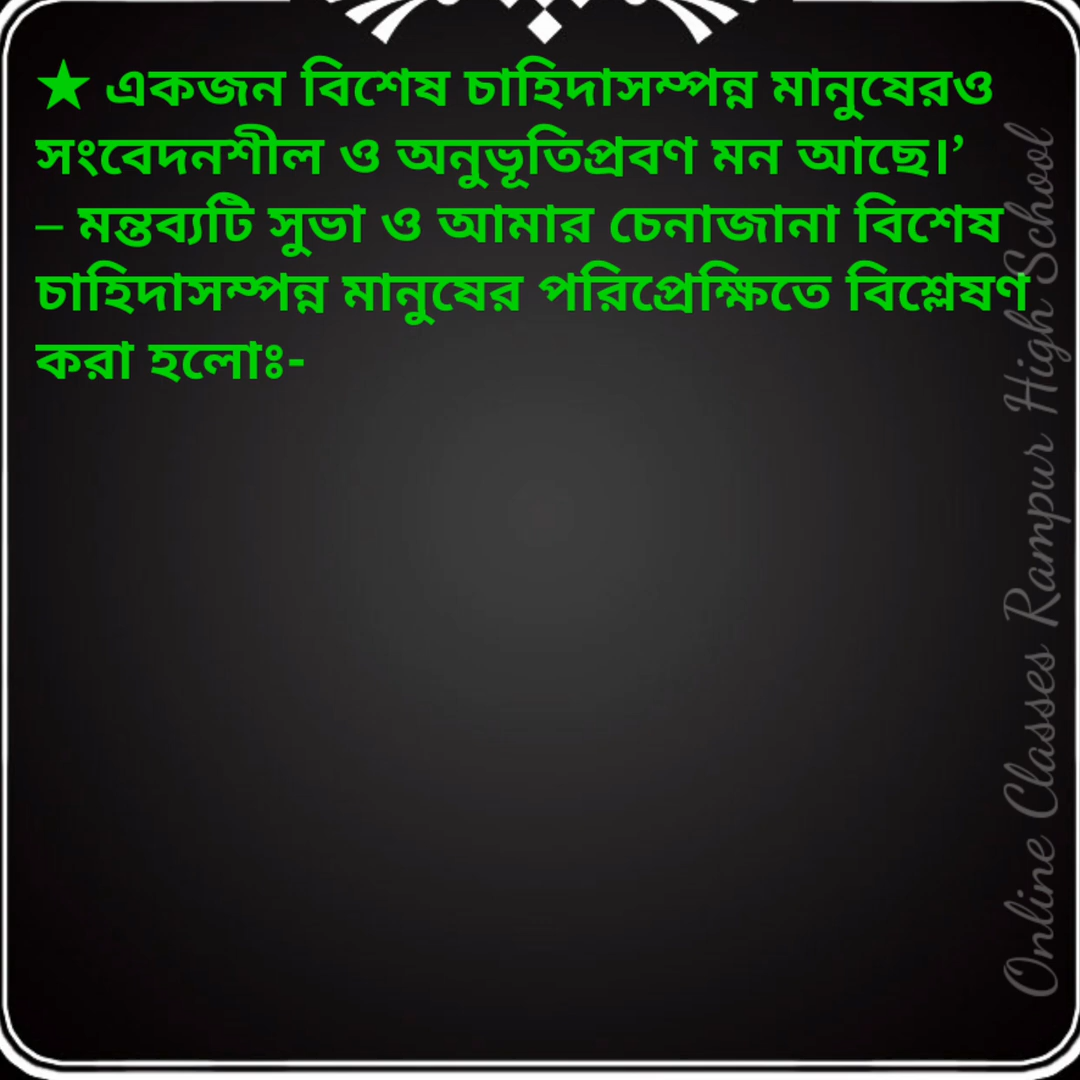 ★ একজন বিশেষ চাহিদাসম্পন্ন মানুষেরও
সংবেদনশীল ও অনুভূতিপ্রবণ মন আছে।’
– মন্তব্যটি সুভা ও আমার চেনাজানা বিশেষ
চাহিদাসম্পন্ন মানুষের পরিপ্রেক্ষিতে বিশ্লেষণ
করা হলোঃ-
Online Classes Rampur High School